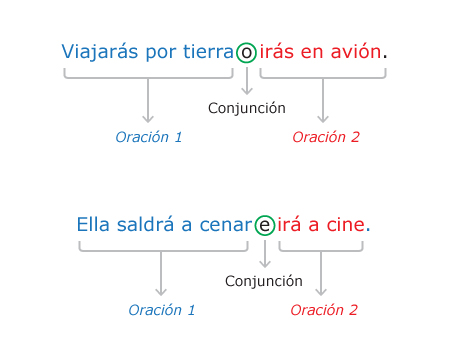 Viajarás por tierra o irás en avión.
Conjunción
Oración 1 Oración 2
Ella saldrá a cenar e irá a cine.
Conjunción
Oración 1 Oración 2